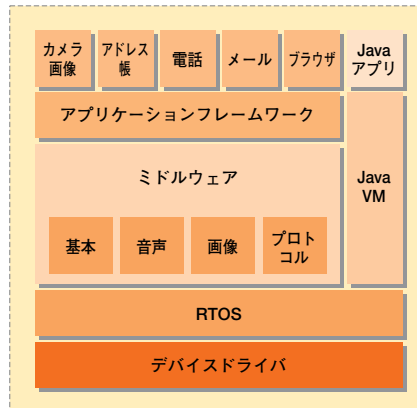 カメラ
画像
アドレス
帳
電話
メール
ブラウザ
Java
アプリ
アプリケーションフレームワーク
ミドルウェア
Java
VM
基本
音声
画像
プロト
コル
RTOS
デバイスドライバ